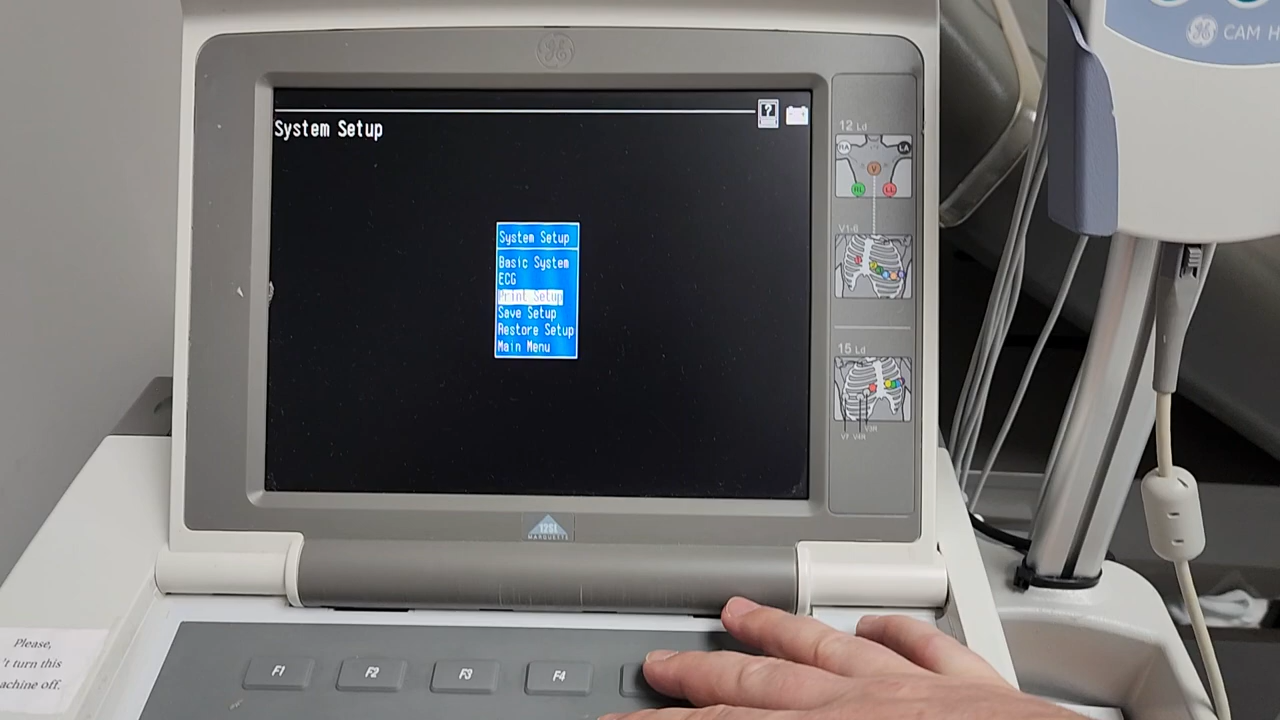 GE
System Setup
?
System Setup
Basic System
ECG
Print Setup
Save Setup
Restore Setup
Main Menu
12 Ld
RA
LA
V
RL
LL
V1-6
15 Ld
V4R
12SL
MARQUETTE
F1
F2
F3
F4
Please,
't turn this
achine off.
GE CAM H